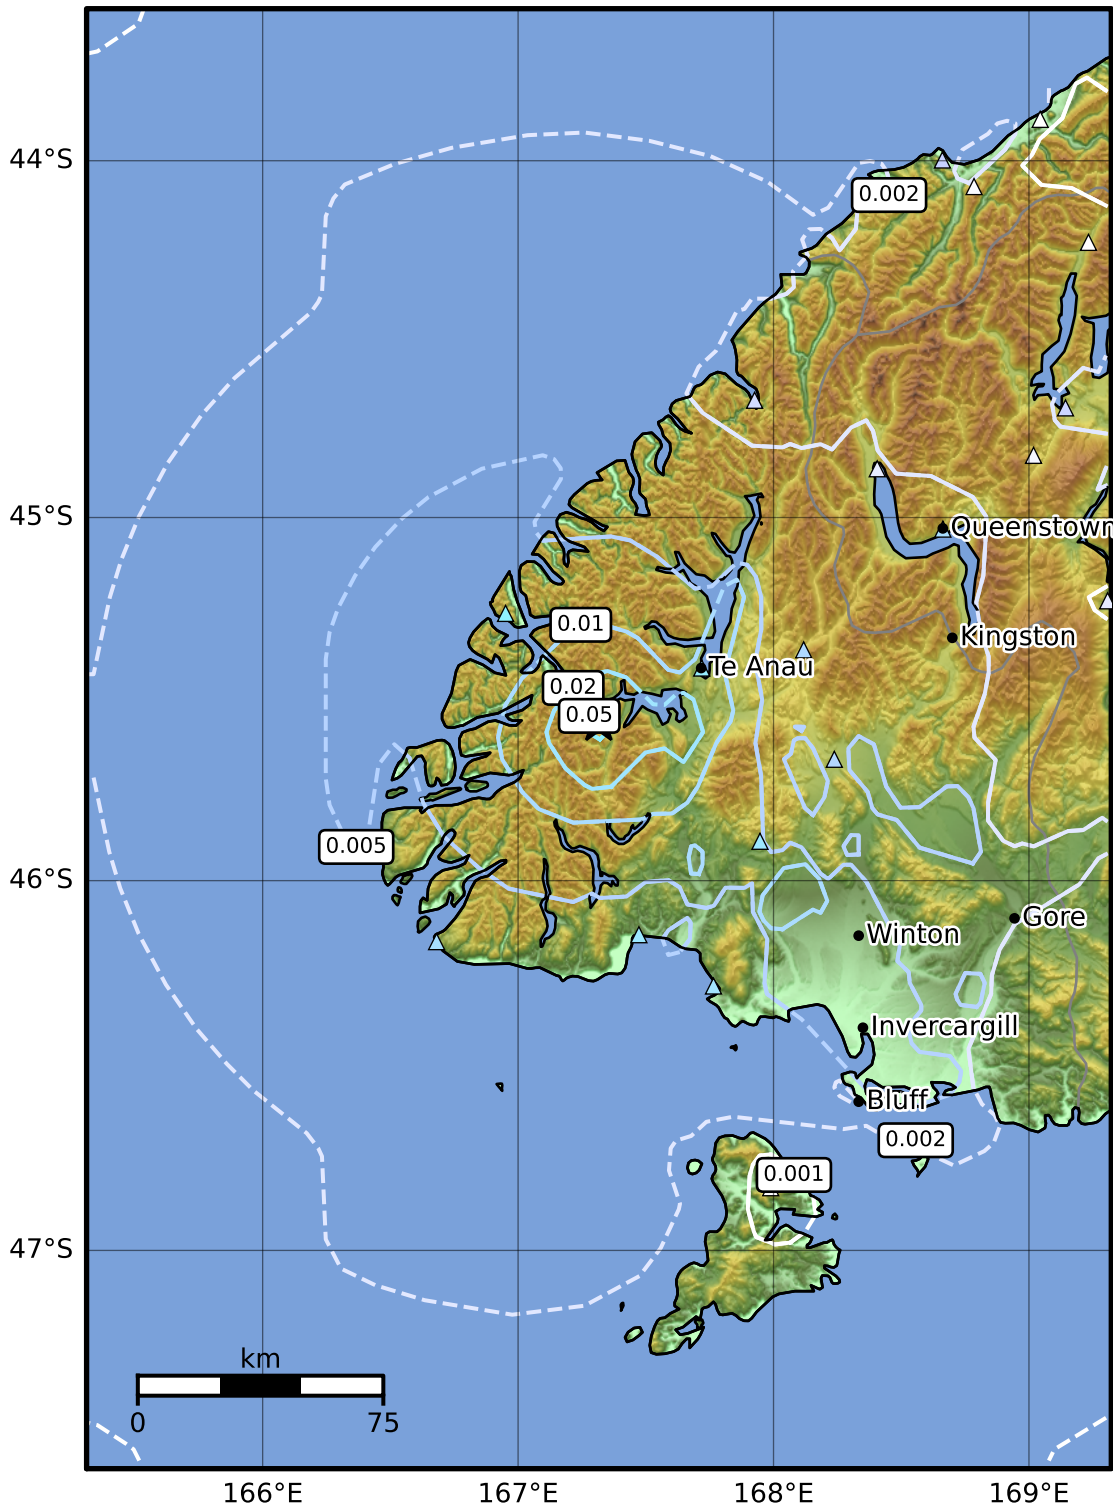 44°S
0.002
45°S
Queenstown
0.01
Kingston
Te Anau
0.02
0.05
0.005
46°S
Gore
Winton
Invercargill
Bluff
0.002
0.001
47°S
km
0
75
166°E
167°E
168°E
169°E